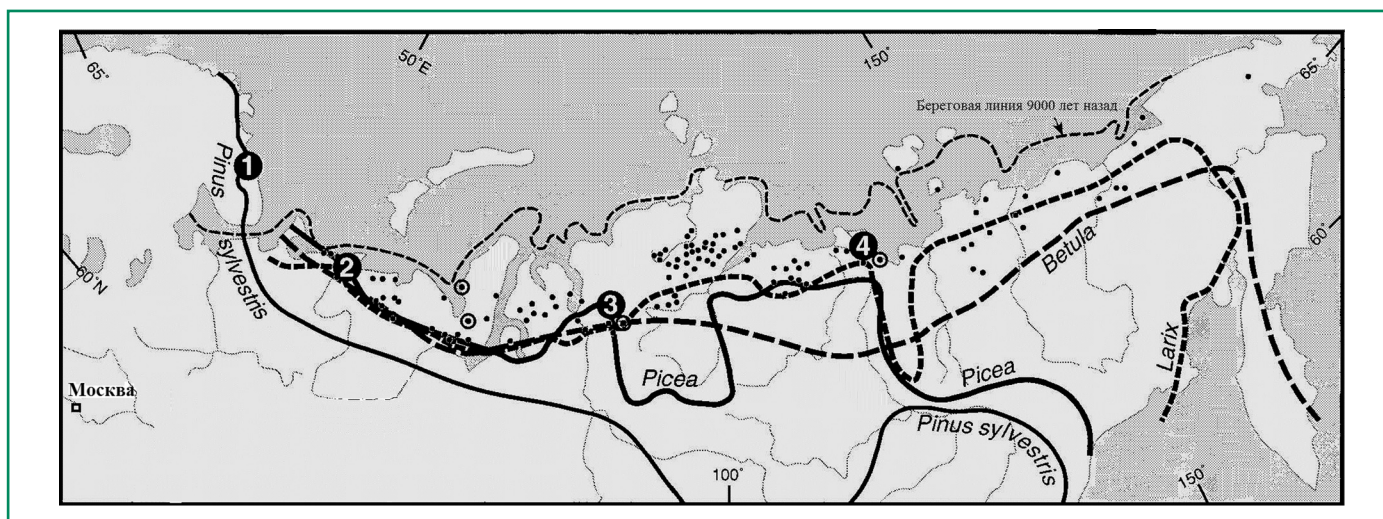 65°
50°E
150°
65°
Беретовая линия 9000 лет назад
1
Pinus
sylvestris
2
3
4
60°
60°N
Betula
Larix
Picea
Picea
Pinus sylvestris
Москва
100°
150°